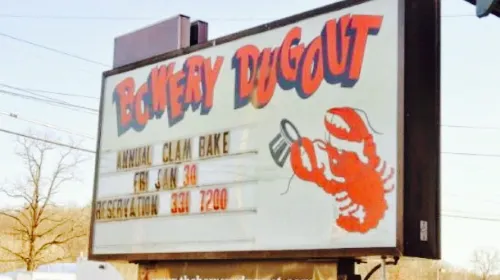 BOWERY DUGOUT
ANNUAL CLAM BAKE
FRI JAN 30
RESERVATION 331 7200